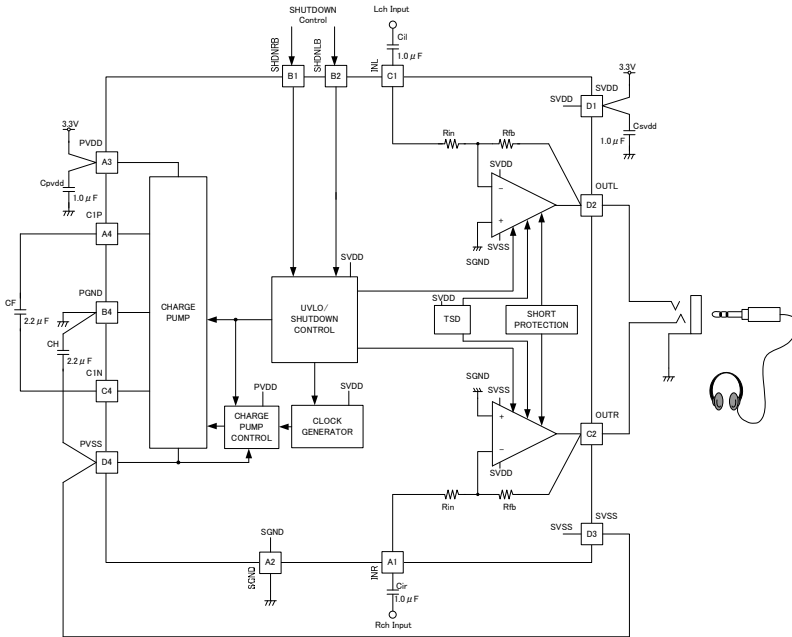 SHUTDOWN
Control
Lch Input
Cil
1.0μF
SHDNRB
SHDNLB
INL
B1
B2
C1
3.3V
SVDD
SVDD
D1
Csvdd
1.0μF
3.3V
PVDD
A3
Cpvdd
1.0μF
Rin
Rfb
SVDD
−
+
SVSS
SGND
OUTL
D2
C1P
A4
PGND
B4
CF
2.2μF
CH
2.2μF
C1N
C4
PVSS
D4
CHARGE
PUMP
SVDD
UVLO/
SHUTDOWN
CONTROL
SVDD
TSD
SHORT
PROTECTION
PVDD
CHARGE
PUMP
CONTROL
SVDD
CLOCK
GENERATOR
SGND
SVSS
+
−
SVDD
OUTR
C2
Rin
Rfb
SVSS
SVSS
D3
SGND
A2
SGND
A1
INR
Cir
1.0μF
Rch Input